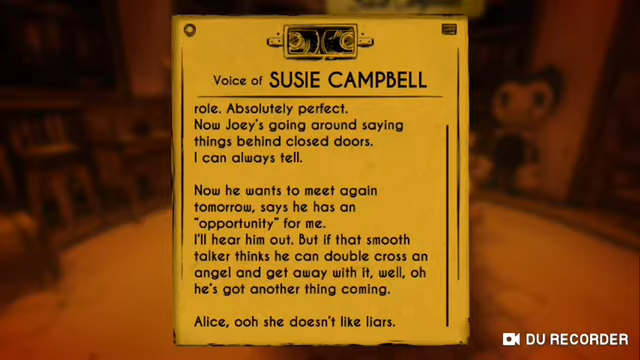 Voice of SUSIE CAMPBELL
role. Absolutely perfect.
Now Joey's going around saying
things behind closed doors.
I can always tell.
Now he wants to meet again
tomorrow, says he has an
"opportunity" for me.
I'll hear him out. But if that smooth
talker thinks he can double cross an
angel and get away with it, well, oh
he's got another thing coming.
Alice, ooh she doesn't like liars.
DU RECORDER